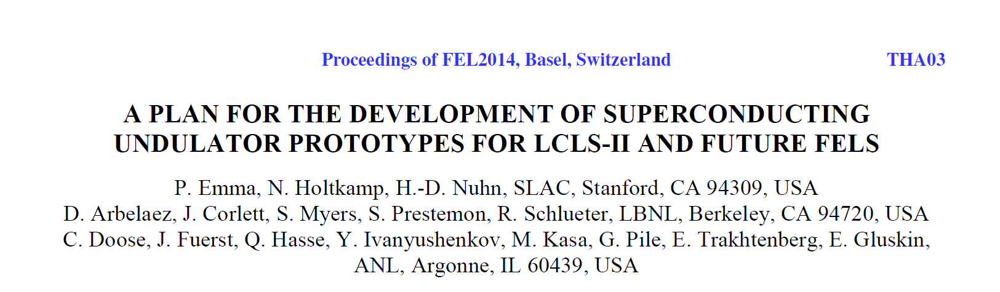 Proceedings of FEL2014, Basel, Switzerland THA03
A PLAN FOR THE DEVELOPMENT OF SUPERCONDUCTING
UNDULATOR PROTOTYPES FOR LCLS-II AND FUTURE FELS
P. Emma, N. Holtkamp, H.-D. Nuhn, SLAC, Stanford, CA 94309, USA
D. Arbelaez, J. Corlett, S. Myers, S. Prestemon, R. Schlueter, LBNL, Berkeley, CA 94720, USA
C. Doose, J. Fuerst, Q. Hasse, Y. Ivanyushenkov, M. Kasa, G. Pile, E. Trakhtenberg, E. Gluskin,
ANL, Argonne, IL 60439, USA